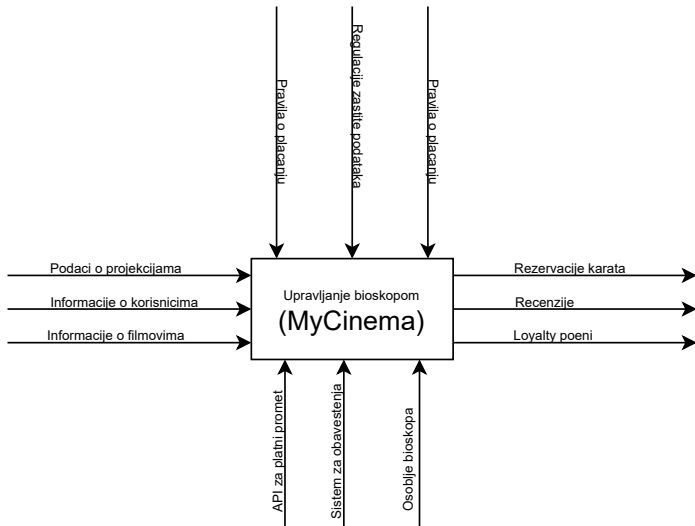 Pravila o placanju
Regulacije zastite podataka
Pravila o placanju
Podaci o projekcijama
Informacije o korisnicima
Informacije o filmovima
Upravljanje bioskopom
(MyCinema)
Rezervacije karata
Recenzije
Loyalty poeni
API za platni promet
Sistem za obavestenja
Osoblje bioskopa